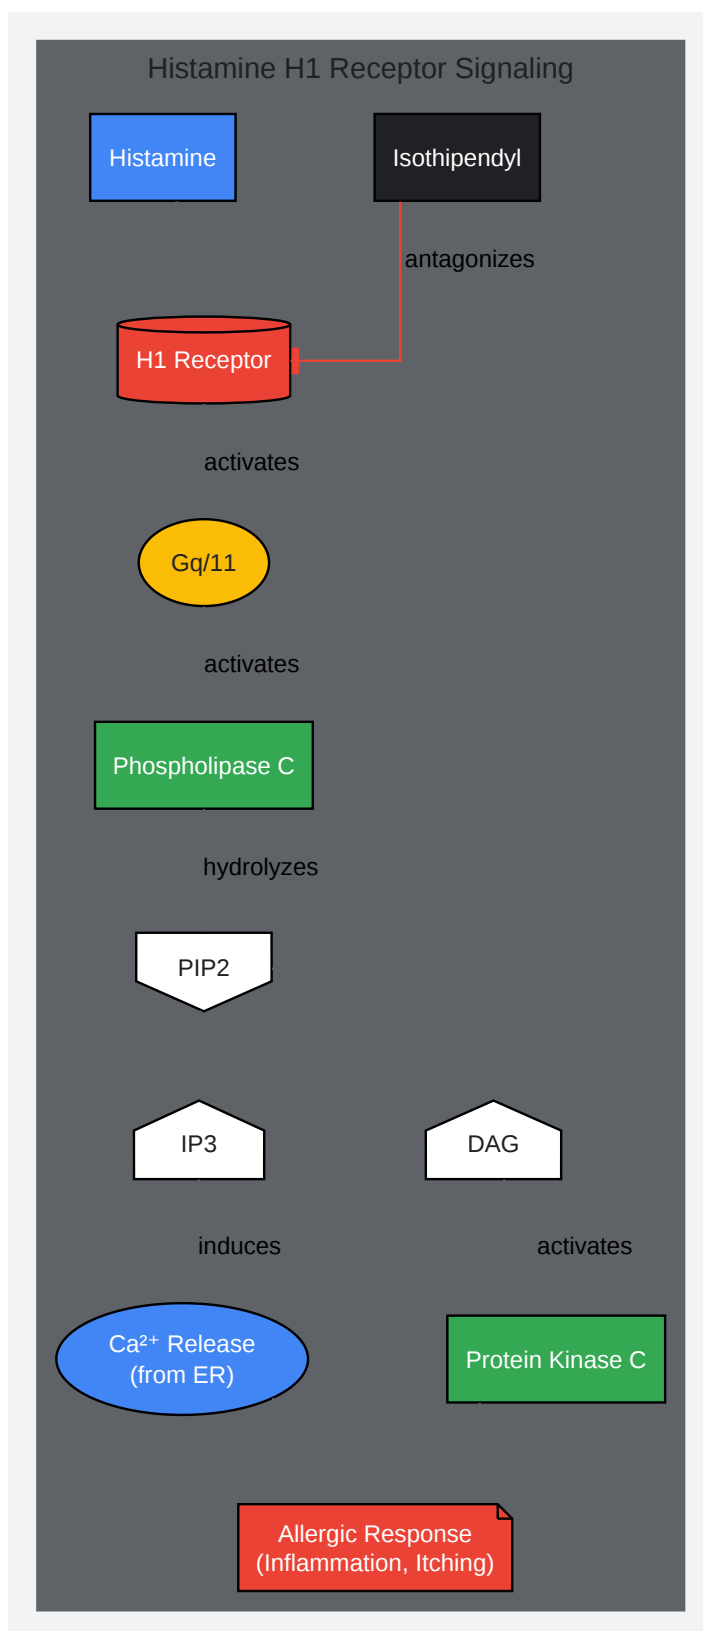 Histamine H1 Receptor Signaling
Histamine
Isothipendyl
antagonizes
H1 Receptor
activates
Gq/11
activates
Phospholipase C
hydrolyzes
PIP2
IP3
DAG
induces
activates
Ca²⁺ Release
(from ER)
Protein Kinase C
Allergic Response
(Inflammation, Itching)